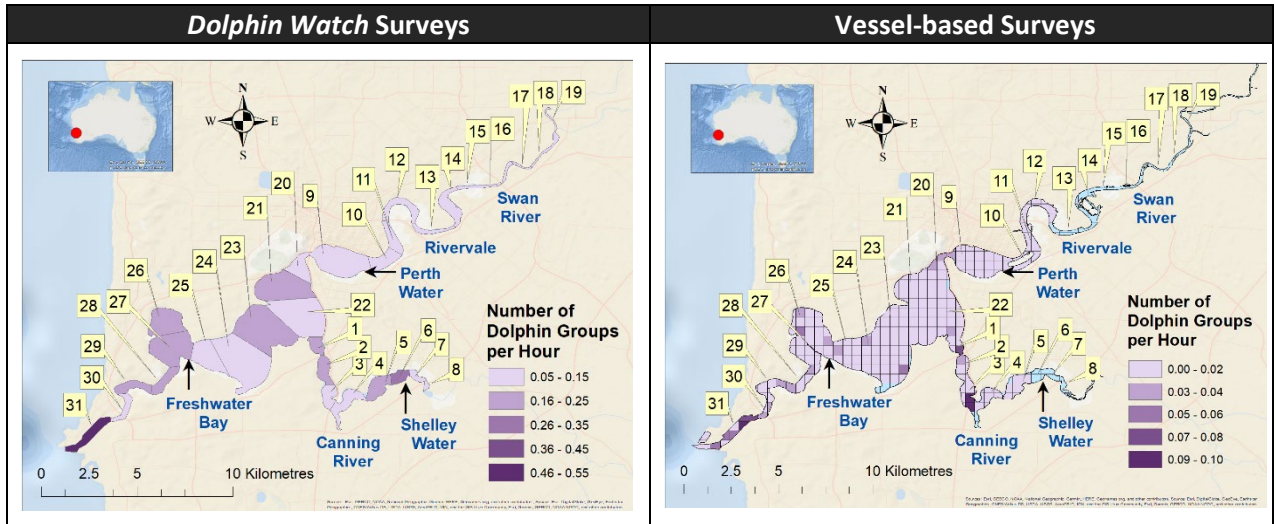 Dolphin Watch Surveys
N
W E
S
17 18 19
15 16
12 14
11 13
20 9 10
21
23
24
26 25
28 27
22
29
1
2 5 6
3 4 7
30 8
31
Swan
River
Rivervale
Perth
Water
Freshwater
Bay
Canning
River
Shelley
Water
Number of
Dolphin Groups
per Hour
0.05 - 0.15
0.16 - 0.25
0.26 - 0.35
0.36 - 0.45
0.46 - 0.55
0 2.5 5 10 Kilometres
Vessel-based Surveys
N
W E
S
17 18 19
15 16
12 14
11 13
20 9 10
21
23
24
26 25
28 27
22
29
1
2 6
3 4 5 7
30 8
31
Swan
River
Rivervale
Perth
Water
Freshwater
Bay
Canning
River
Shelley
Water
Number of
Dolphin Groups
per Hour
0.00 - 0.02
0.03 - 0.04
0.05 - 0.06
0.07 - 0.08
0.09 - 0.10
0 2.5 5 10 Kilometres